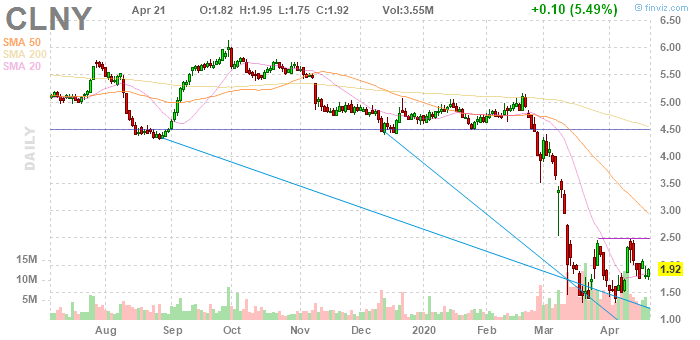 CLNY
Apr 21 O:1.82 H:1.95 L:1.75 C:1.92 Vol:3.55M +0.10 (5.49%)
© finviz.com
SMA 50
SMA 200
SMA 20
DAILY
6.50
6.00
5.50
5.00
4.50
4.00
3.50
3.00
2.50
2.00
1.92
1.50
1.00
15M
10M
5M
Aug Sep Oct Nov Dec 2020 Feb Mar Apr